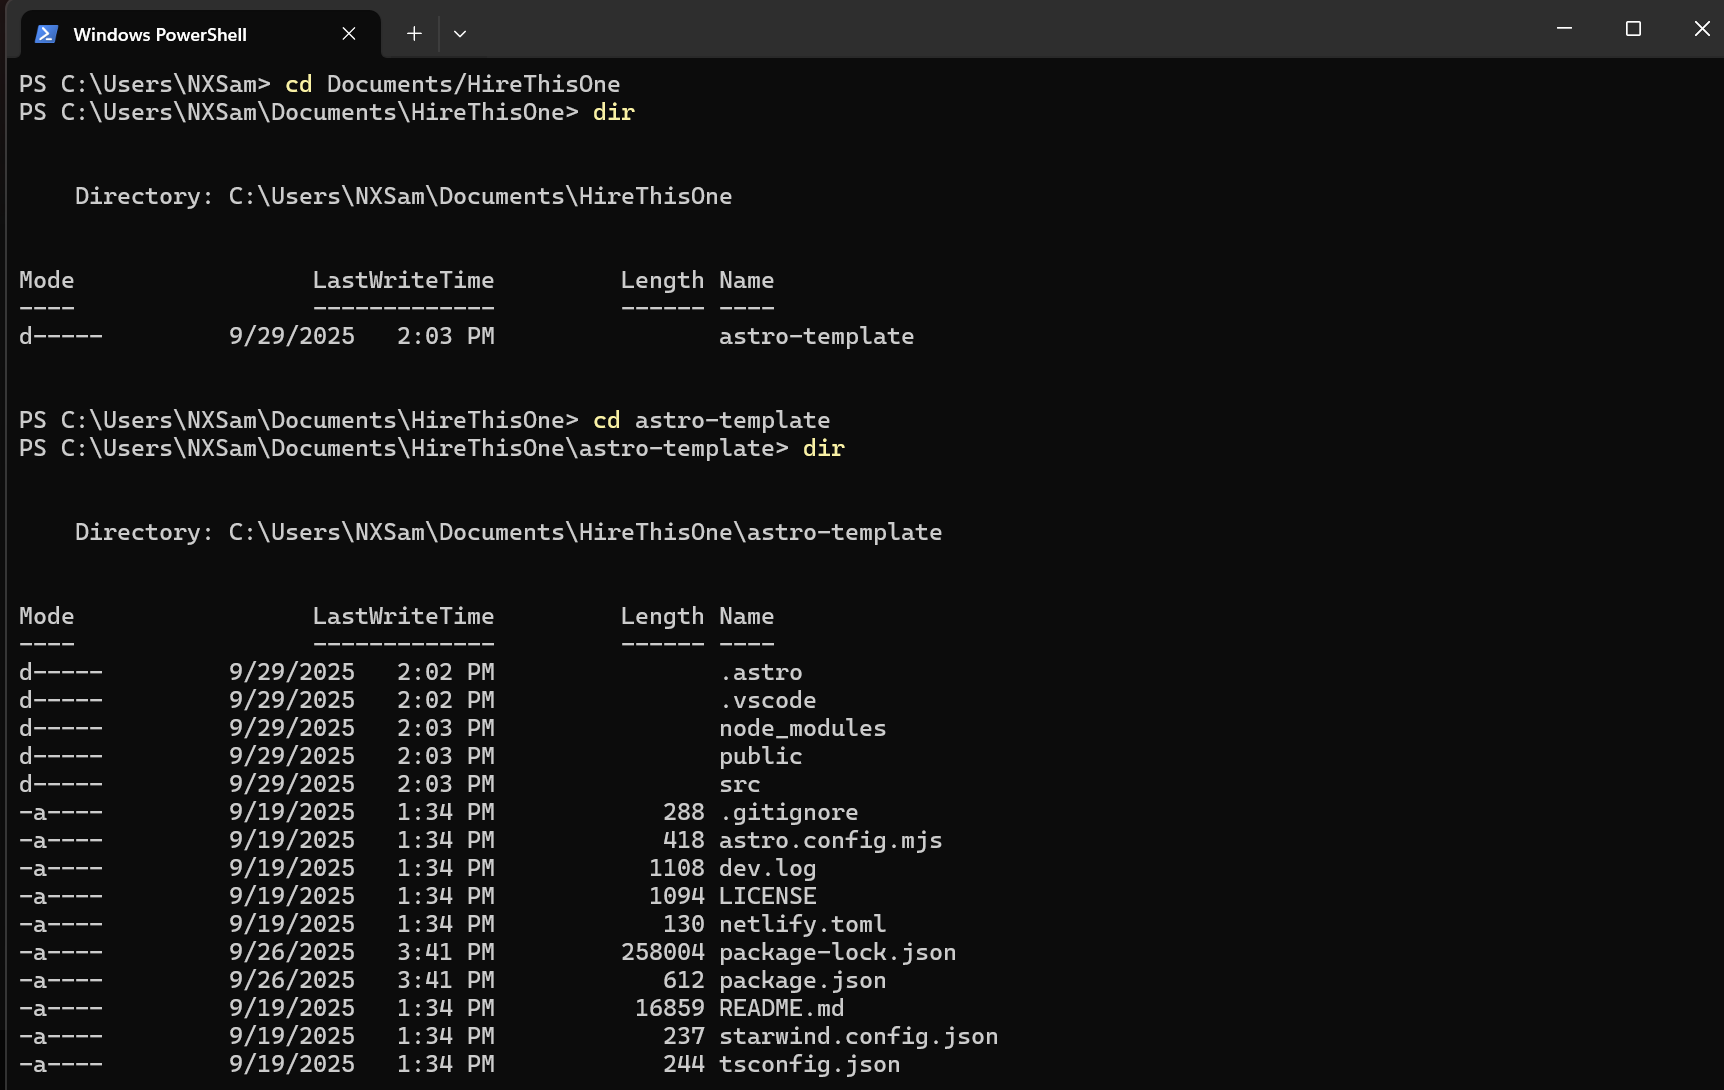 Windows PowerShell
PS C:\Users\NXSam> cd Documents/HireThisOne
PS C:\Users\NXSam\Documents\HireThisOne> dir
Directory: C:\Users\NXSam\Documents\HireThisOne
Mode LastWriteTime Length Name
---- ------------- ------ ----
d----- 9/29/2025 2:03 PM astro-template
PS C:\Users\NXSam\Documents\HireThisOne> cd astro-template
PS C:\Users\NXSam\Documents\HireThisOne\astro-template> dir
Directory: C:\Users\NXSam\Documents\HireThisOne\astro-template
Mode LastWriteTime Length Name
---- ------------- ------ ----
d----- 9/29/2025 2:02 PM .astro
d----- 9/29/2025 2:02 PM .vscode
d----- 9/29/2025 2:03 PM node_modules
d----- 9/29/2025 2:03 PM public
d----- 9/29/2025 2:03 PM src
-a---- 9/19/2025 1:34 PM 288 .gitignore
-a---- 9/19/2025 1:34 PM 418 astro.config.mjs
-a---- 9/19/2025 1:34 PM 1108 dev.log
-a---- 9/19/2025 1:34 PM 1094 LICENSE
-a---- 9/19/2025 1:34 PM 130 netlify.toml
-a---- 9/26/2025 3:41 PM 258004 package-lock.json
-a---- 9/26/2025 3:41 PM 612 package.json
-a---- 9/19/2025 1:34 PM 16859 README.md
-a---- 9/19/2025 1:34 PM 237 starwind.config.json
-a---- 9/19/2025 1:34 PM 244 tsconfig.json